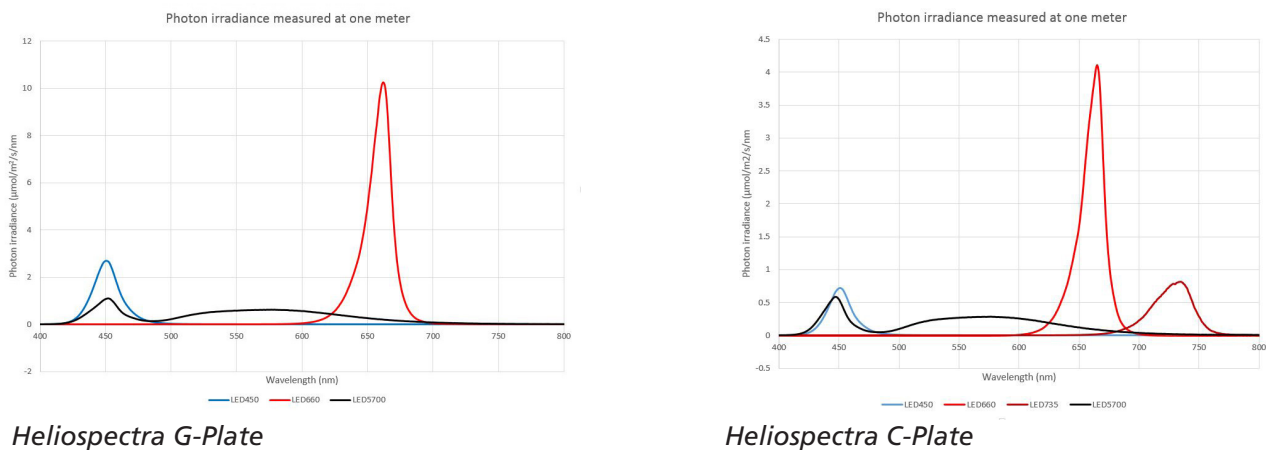 Photon irradiance measured at one meter
12
10
8
6
4
2
0
-2
Photon irradiance (µmol/m²/s/nm
400 450 500 550 600 650 700 750 800
Wavelength (nm)
LED450 LED660 LED5700
Heliospectra G-Plate
Photon irradiance measured at one meter
4.5
4
3.5
3
2.5
2
1.5
1
0.5
0
-0.5
Photon irradiance (µmol/m2/s/nm
400 450 500 550 600 650 700 750 800
Wavelength (nm)
LED450 LED660 LED735 LED5700
Heliospectra C-Plate